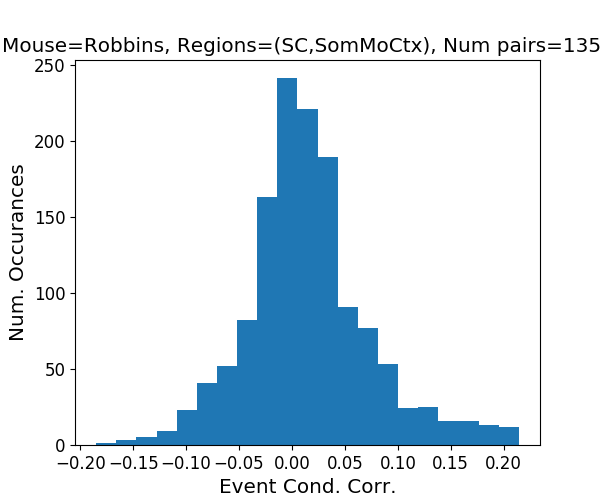 Mouse=Robbins, Regions=(SC,SomMoCtx), Num pairs=135
250
200
150
100
50
0
−0.20 −0.15 −0.10 −0.05 0.00 0.05 0.10 0.15 0.20
Num. Occurances
Event Cond. Corr.